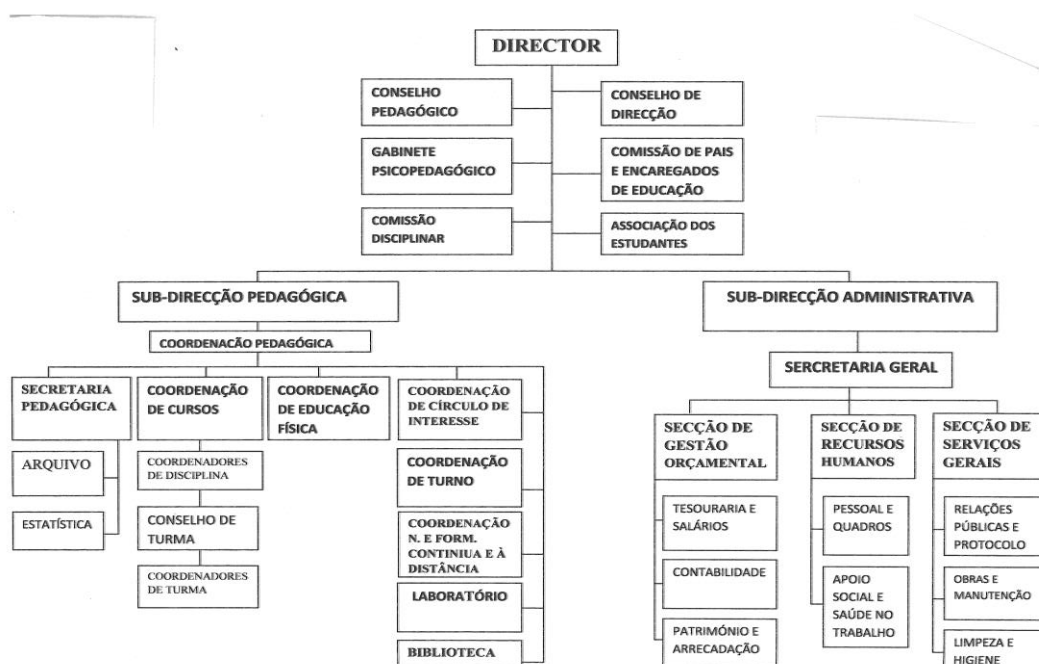 DIRECTOR
CONSELHO
PEDAGÓGICO
CONSELHO DE
DIRECÇÃO
GABINETE
PSICOPEDAGÓGICO
COMISSÃO DE PAIS
E ENCAREGADOS
DE EDUCAÇÃO
COMISSÃO
DISCIPLINAR
ASSOCIAÇÃO DOS
ESTUDANTES
SUB-DIRECÇÃO PEDAGÓGICA
SUB-DIRECÇÃO ADMINISTRATIVA
COORDENACÃO PEDAGÓGICA
SERCRETARIA GERAL
SECRETARIA
PEDAGÓGICA
COORDENAÇÃO
DE CURSOS
COORDENAÇÃO
DE EDUCAÇÃO
FÍSICA
COORDENAÇÃO
DE CÍRCULO DE
INTERESSE
ARQUIVO
ESTATÍSTICA
COORDENADORES
DE DISCIPLINA
CONSELHO DE
TURMA
COORDENADORES
DE TURMA
COORDENAÇÃO
DE TURNO
COORDENAÇÃO
N. E FORM.
CONTINIUA E À
DISTÂNCIA
LABORATÓRIO
BIBLIOTECA
SECÇÃO DE
GESTÃO
ORÇAMENTAL
SECÇÃO DE
RECURSOS
HUMANOS
SECÇÃO DE
SERVIÇOS
GERAIS
TESOURARIA E
SALÁRIOS
CONTABILIDADE
PATRIMÓNIO E
ARRECADAÇÃO
PESSOAL E
QUADROS
APOIO
SOCIAL E
SAÚDE NO
TRABALHO
RELAÇÕES
PÚBLICAS E
PROTOCOLO
OBRAS E
MANUTENÇÃO
LIMPEZA E
HIGIENE